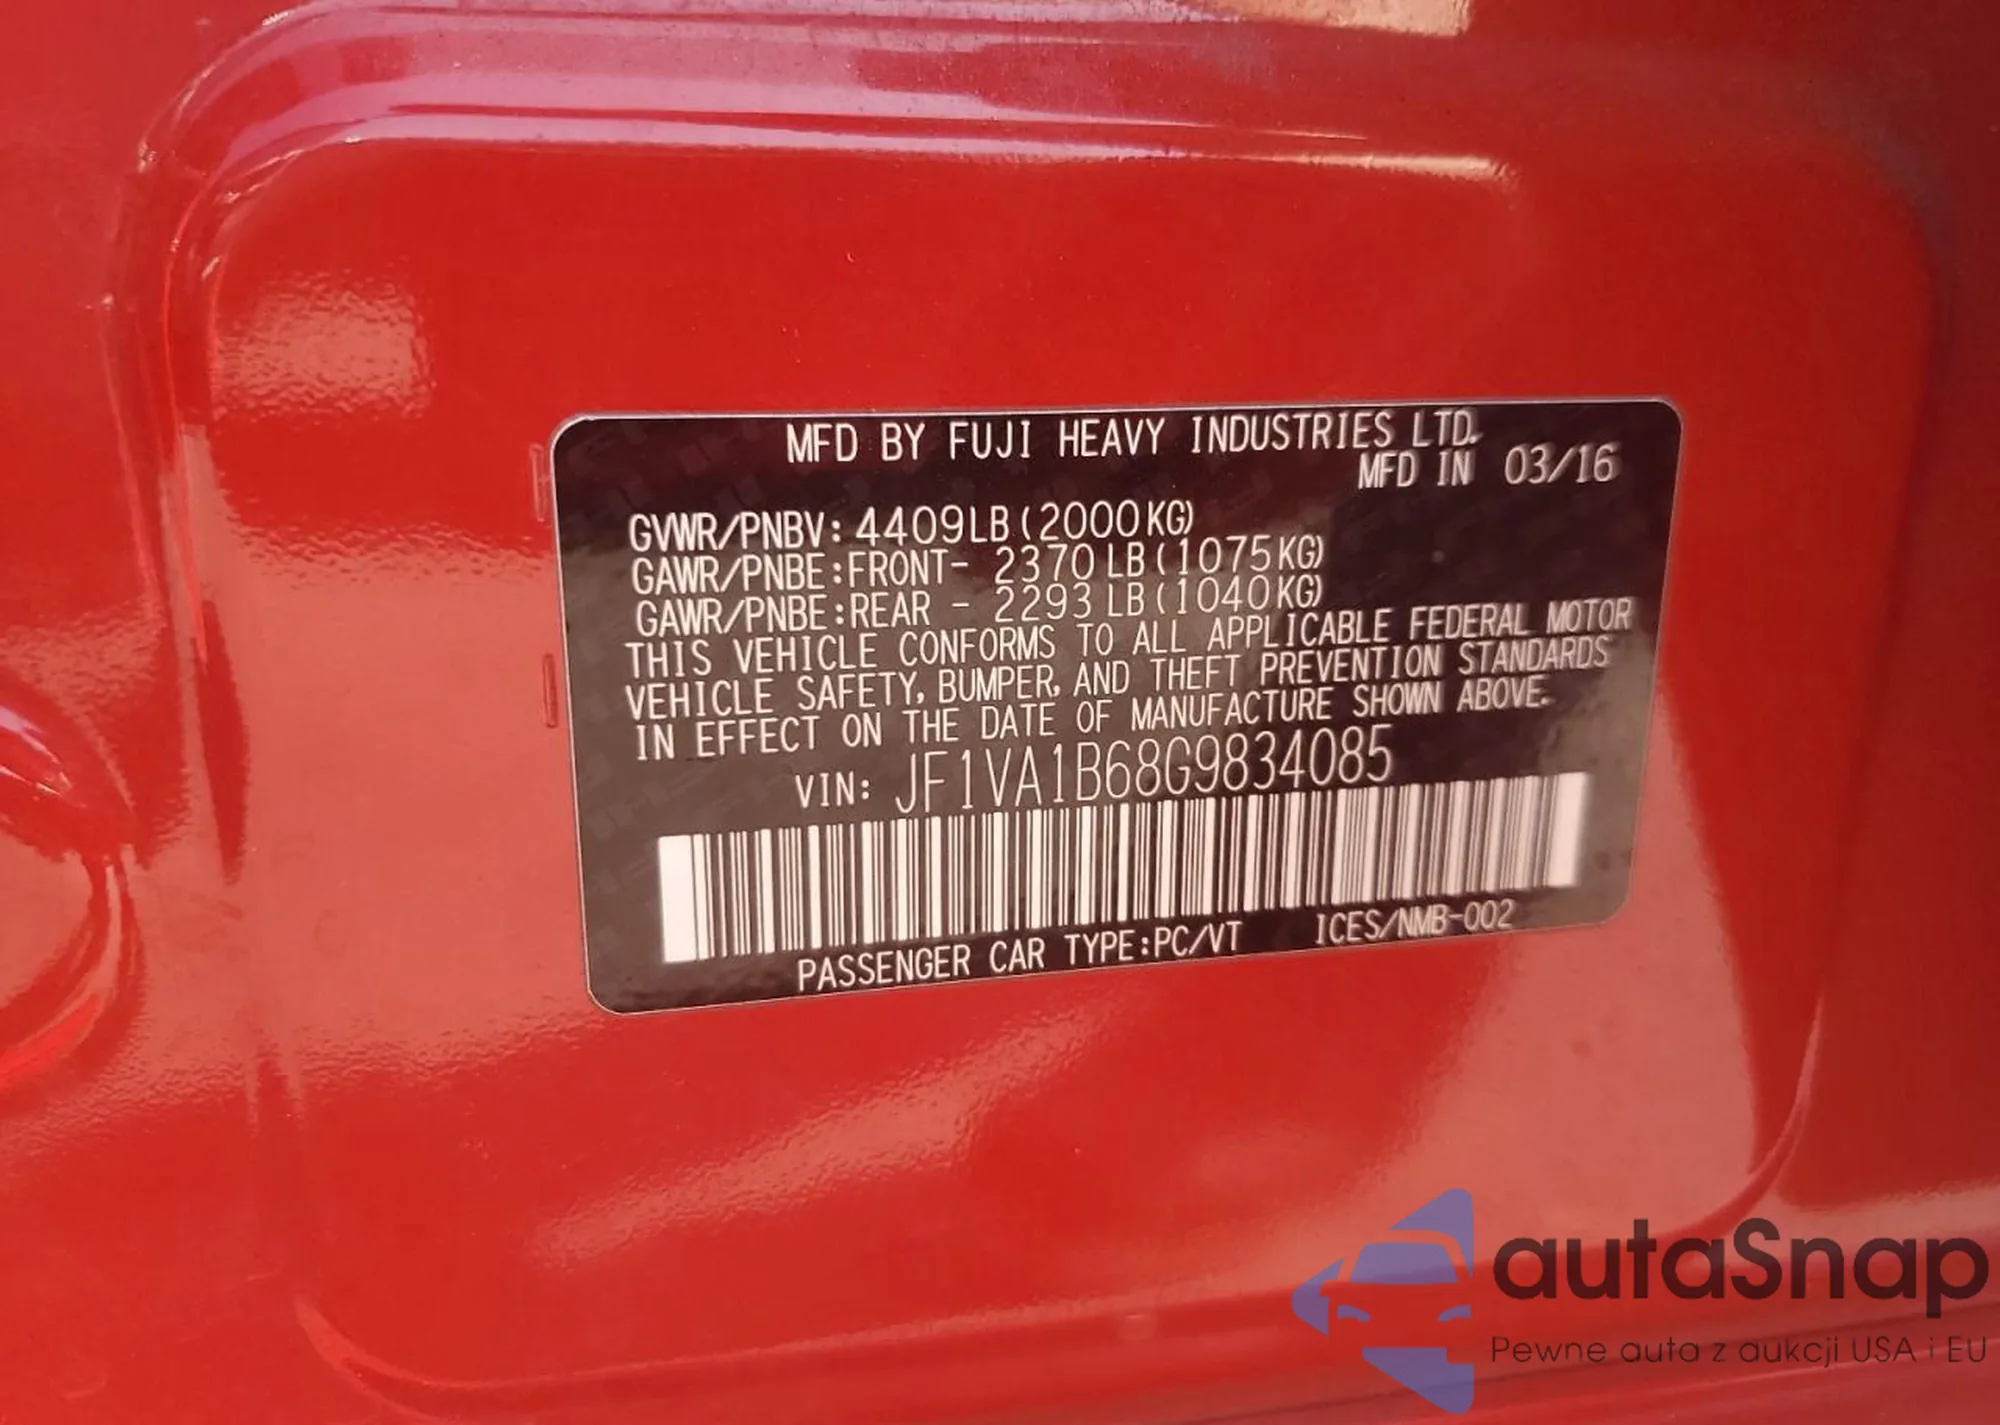 MFD BY FUJI HEAVY INDUSTRIES LTD.
MFD IN 03/16
GVWR/PNBV: 4409LB (2000KG)
GAWR/PNBE:FRONT- 2370LB (1075KG)
GAWR/PNBE:REAR - 2293LB (1040KG)
THIS VEHICLE CONFORMS TO ALL APPLICABLE FEDERAL MOTOR
VEHICLE SAFETY, BUMPER, AND THEFT PREVENTION STANDARDS
IN EFFECT ON THE DATE OF MANUFACTURE SHOWN ABOVE.
VIN: JF1VA1B68G9834085
PASSENGER CAR TYPE:PC/VT ICES/NMB-002
autaSnap
Pewne auta z aukcji USA i EU